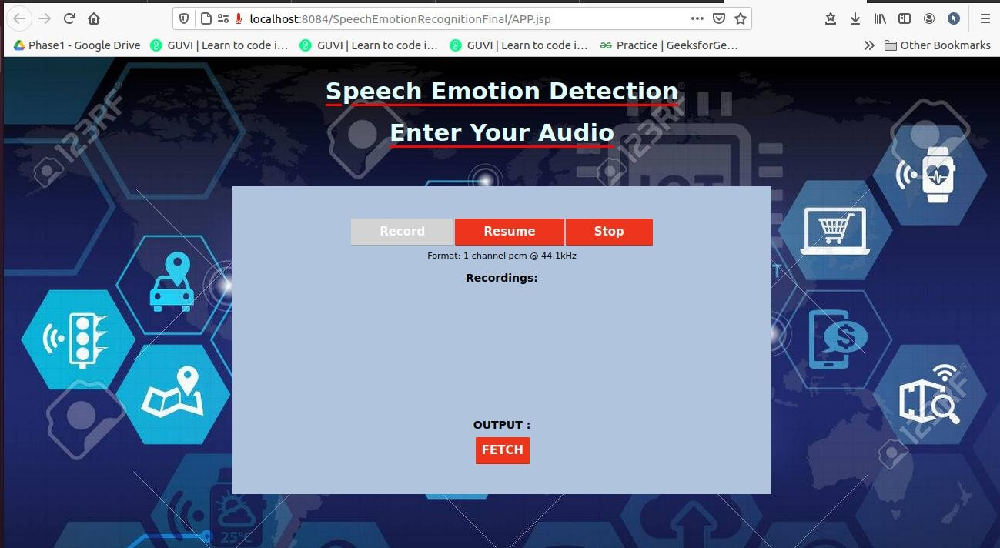 localhost:8084/SpeechEmotionRecognitionFinal/APP.jsp
Phase1 - Google Drive GUVI | Learn to code i… GUVI | Learn to code i… GUVI | Learn to code i… Practice | GeeksforGe… Other Bookmarks
Speech Emotion Detection
Enter Your Audio
123RF
123RF
IOT
Record Resume Stop
Format: 1 channel pcm @ 44.1kHz
Recordings:
OUTPUT :
FETCH
123RF
25°C